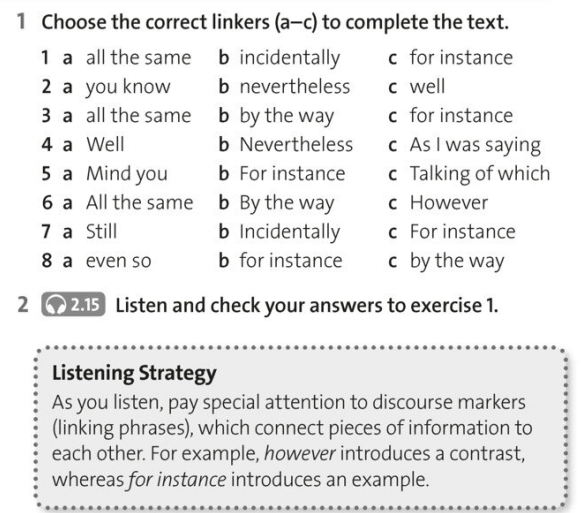 1 Choose the correct linkers (a–c) to complete the text.
1 a all the same b incidentally c for instance
2 a you know b nevertheless c well
3 a all the same b by the way c for instance
4 a Well b Nevertheless c As I was saying
5 a Mind you b For instance c Talking of which
6 a All the same b By the way c However
7 a Still b Incidentally c For instance
8 a even so b for instance c by the way
2 2.15 Listen and check your answers to exercise 1.
Listening Strategy
As you listen, pay special attention to discourse markers
(linking phrases), which connect pieces of information to
each other. For example, however introduces a contrast,
whereas for instance introduces an example.